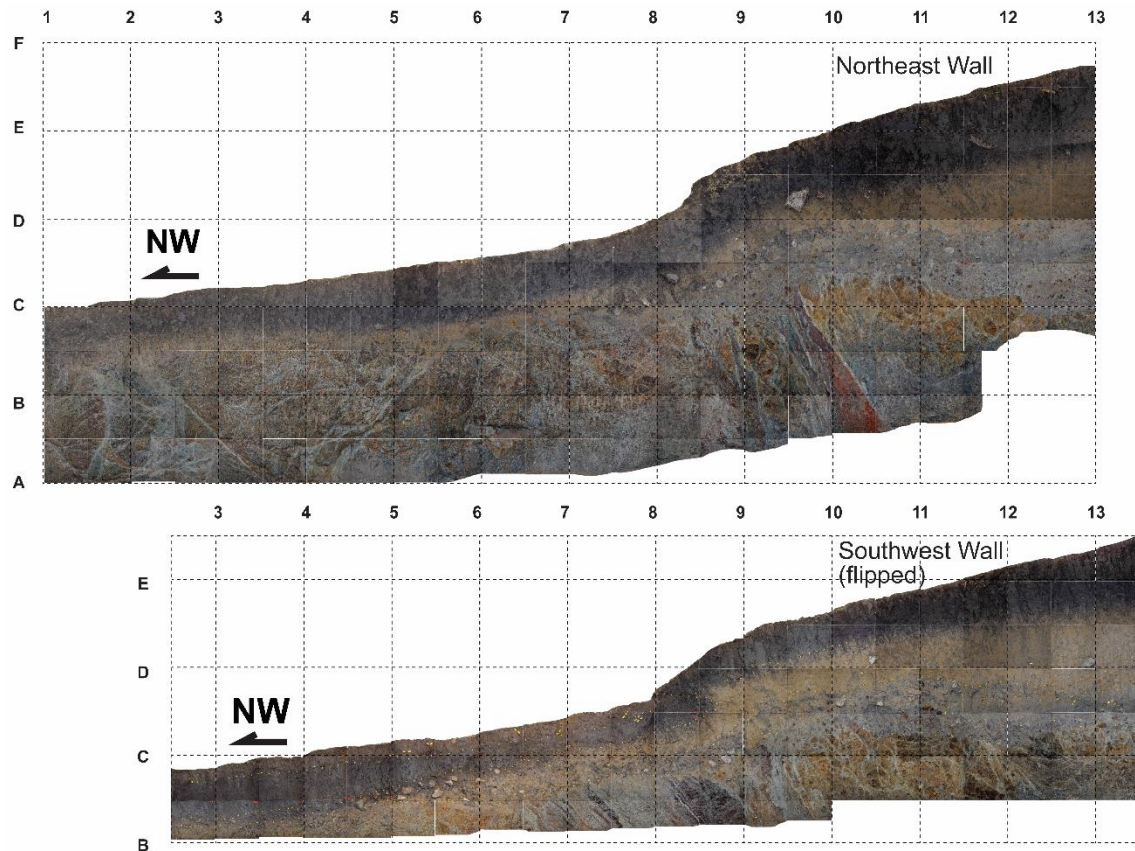 1 2 3 4 5 6 7 8 9 10 11 12 13
F
Northeast Wall
E
D
NW
C
B
A
3 4 5 6 7 8 9 10 11 12 13
Southwest Wall
(flipped)
E
D
NW
C
B